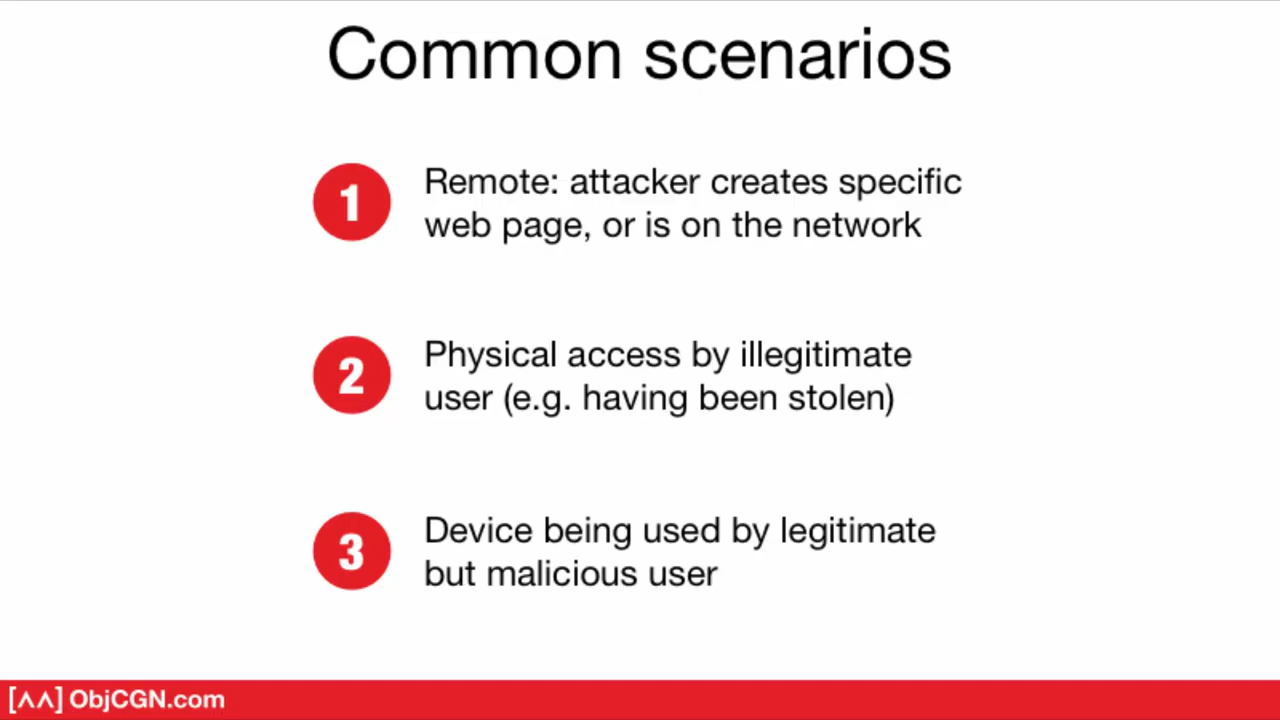 Common scenarios
1
Remote: attacker creates specific
web page, or is on the network
2
Physical access by illegitimate
user (e.g. having been stolen)
3
Device being used by legitimate
but malicious user
[ʌʌ] ObjCGN.com